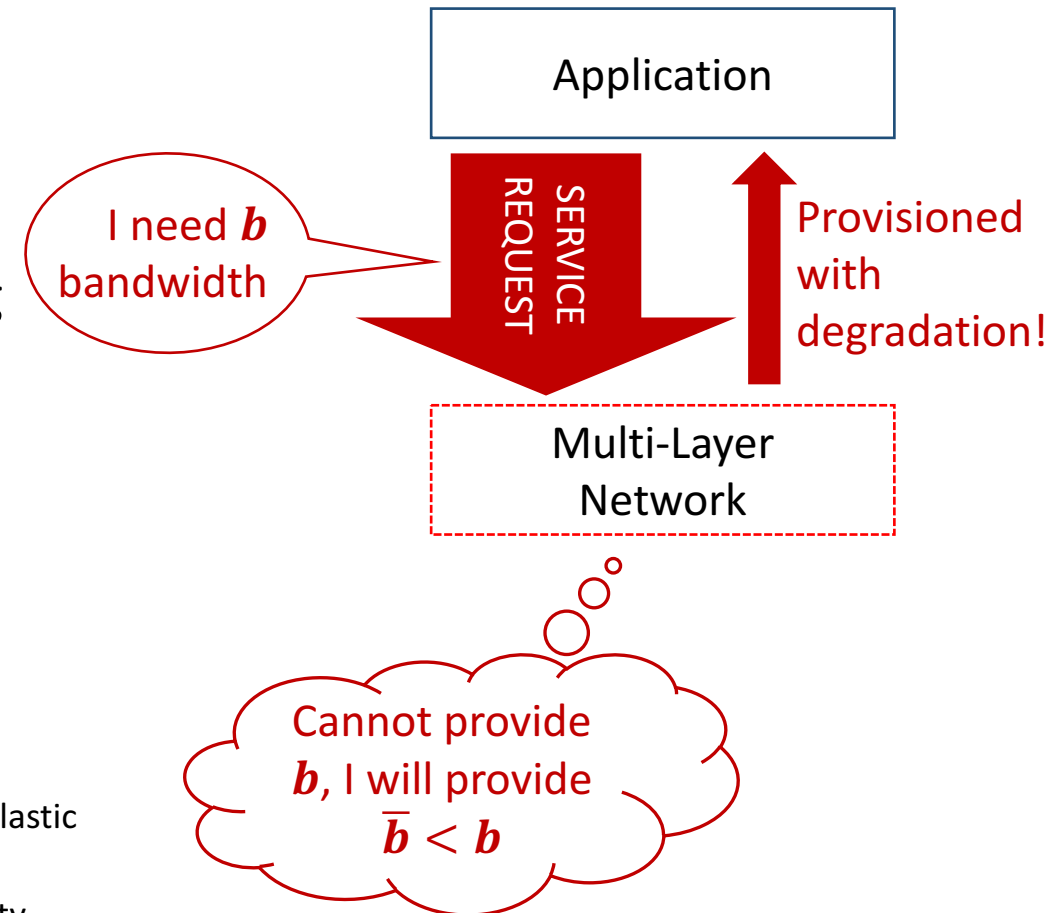 Application
SERVICE
REQUEST
I need b
bandwidth
Provisioned
with
degradation!
Multi-Layer
Network
Cannot provide
b, I will provide
b̅ < b
lastic